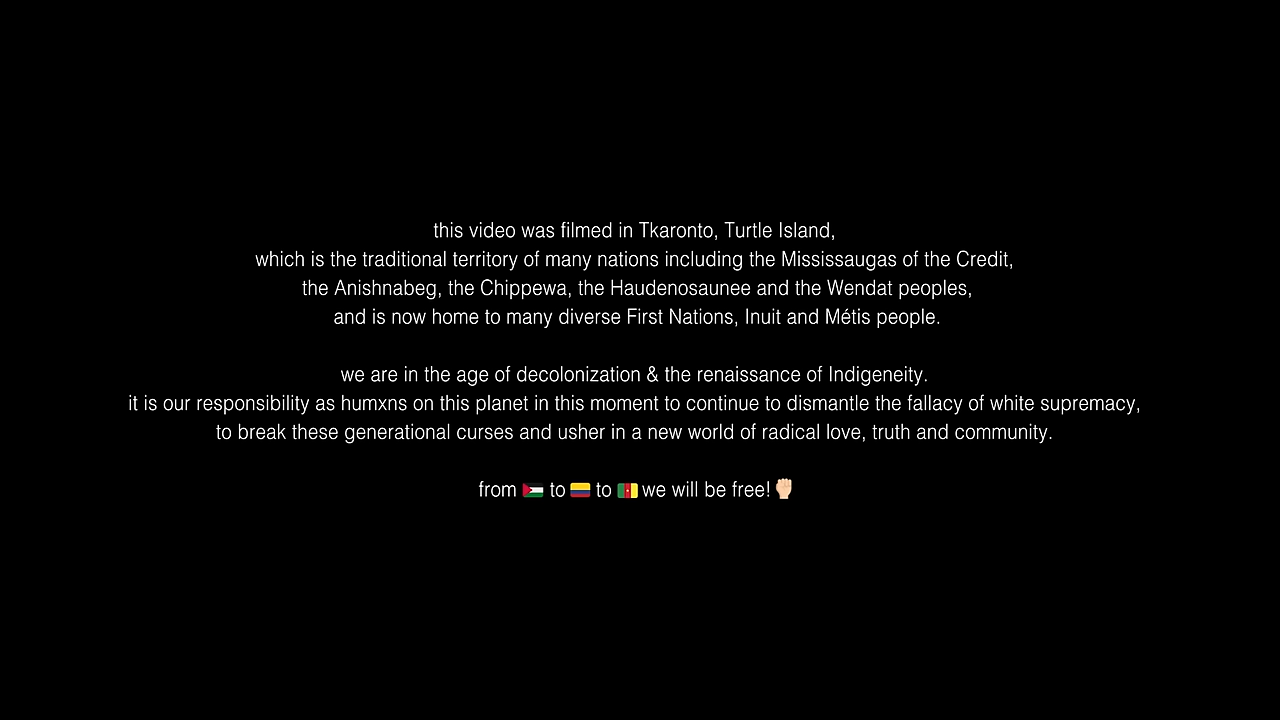 this video was filmed in Tkaronto, Turtle Island,
which is the traditional territory of many nations including the Mississaugas of the Credit,
the Anishnabeg, the Chippewa, the Haudenosaunee and the Wendat peoples,
and is now home to many diverse First Nations, Inuit and Métis people.
we are in the age of decolonization & the renaissance of Indigeneity.
it is our responsibility as humxns on this planet in this moment to continue to dismantle the fallacy of white supremacy,
to break these generational curses and usher in a new world of radical love, truth and community.
from 🇵🇸 to 🇨🇴 to 🇨🇲 we will be free! ✊🏻